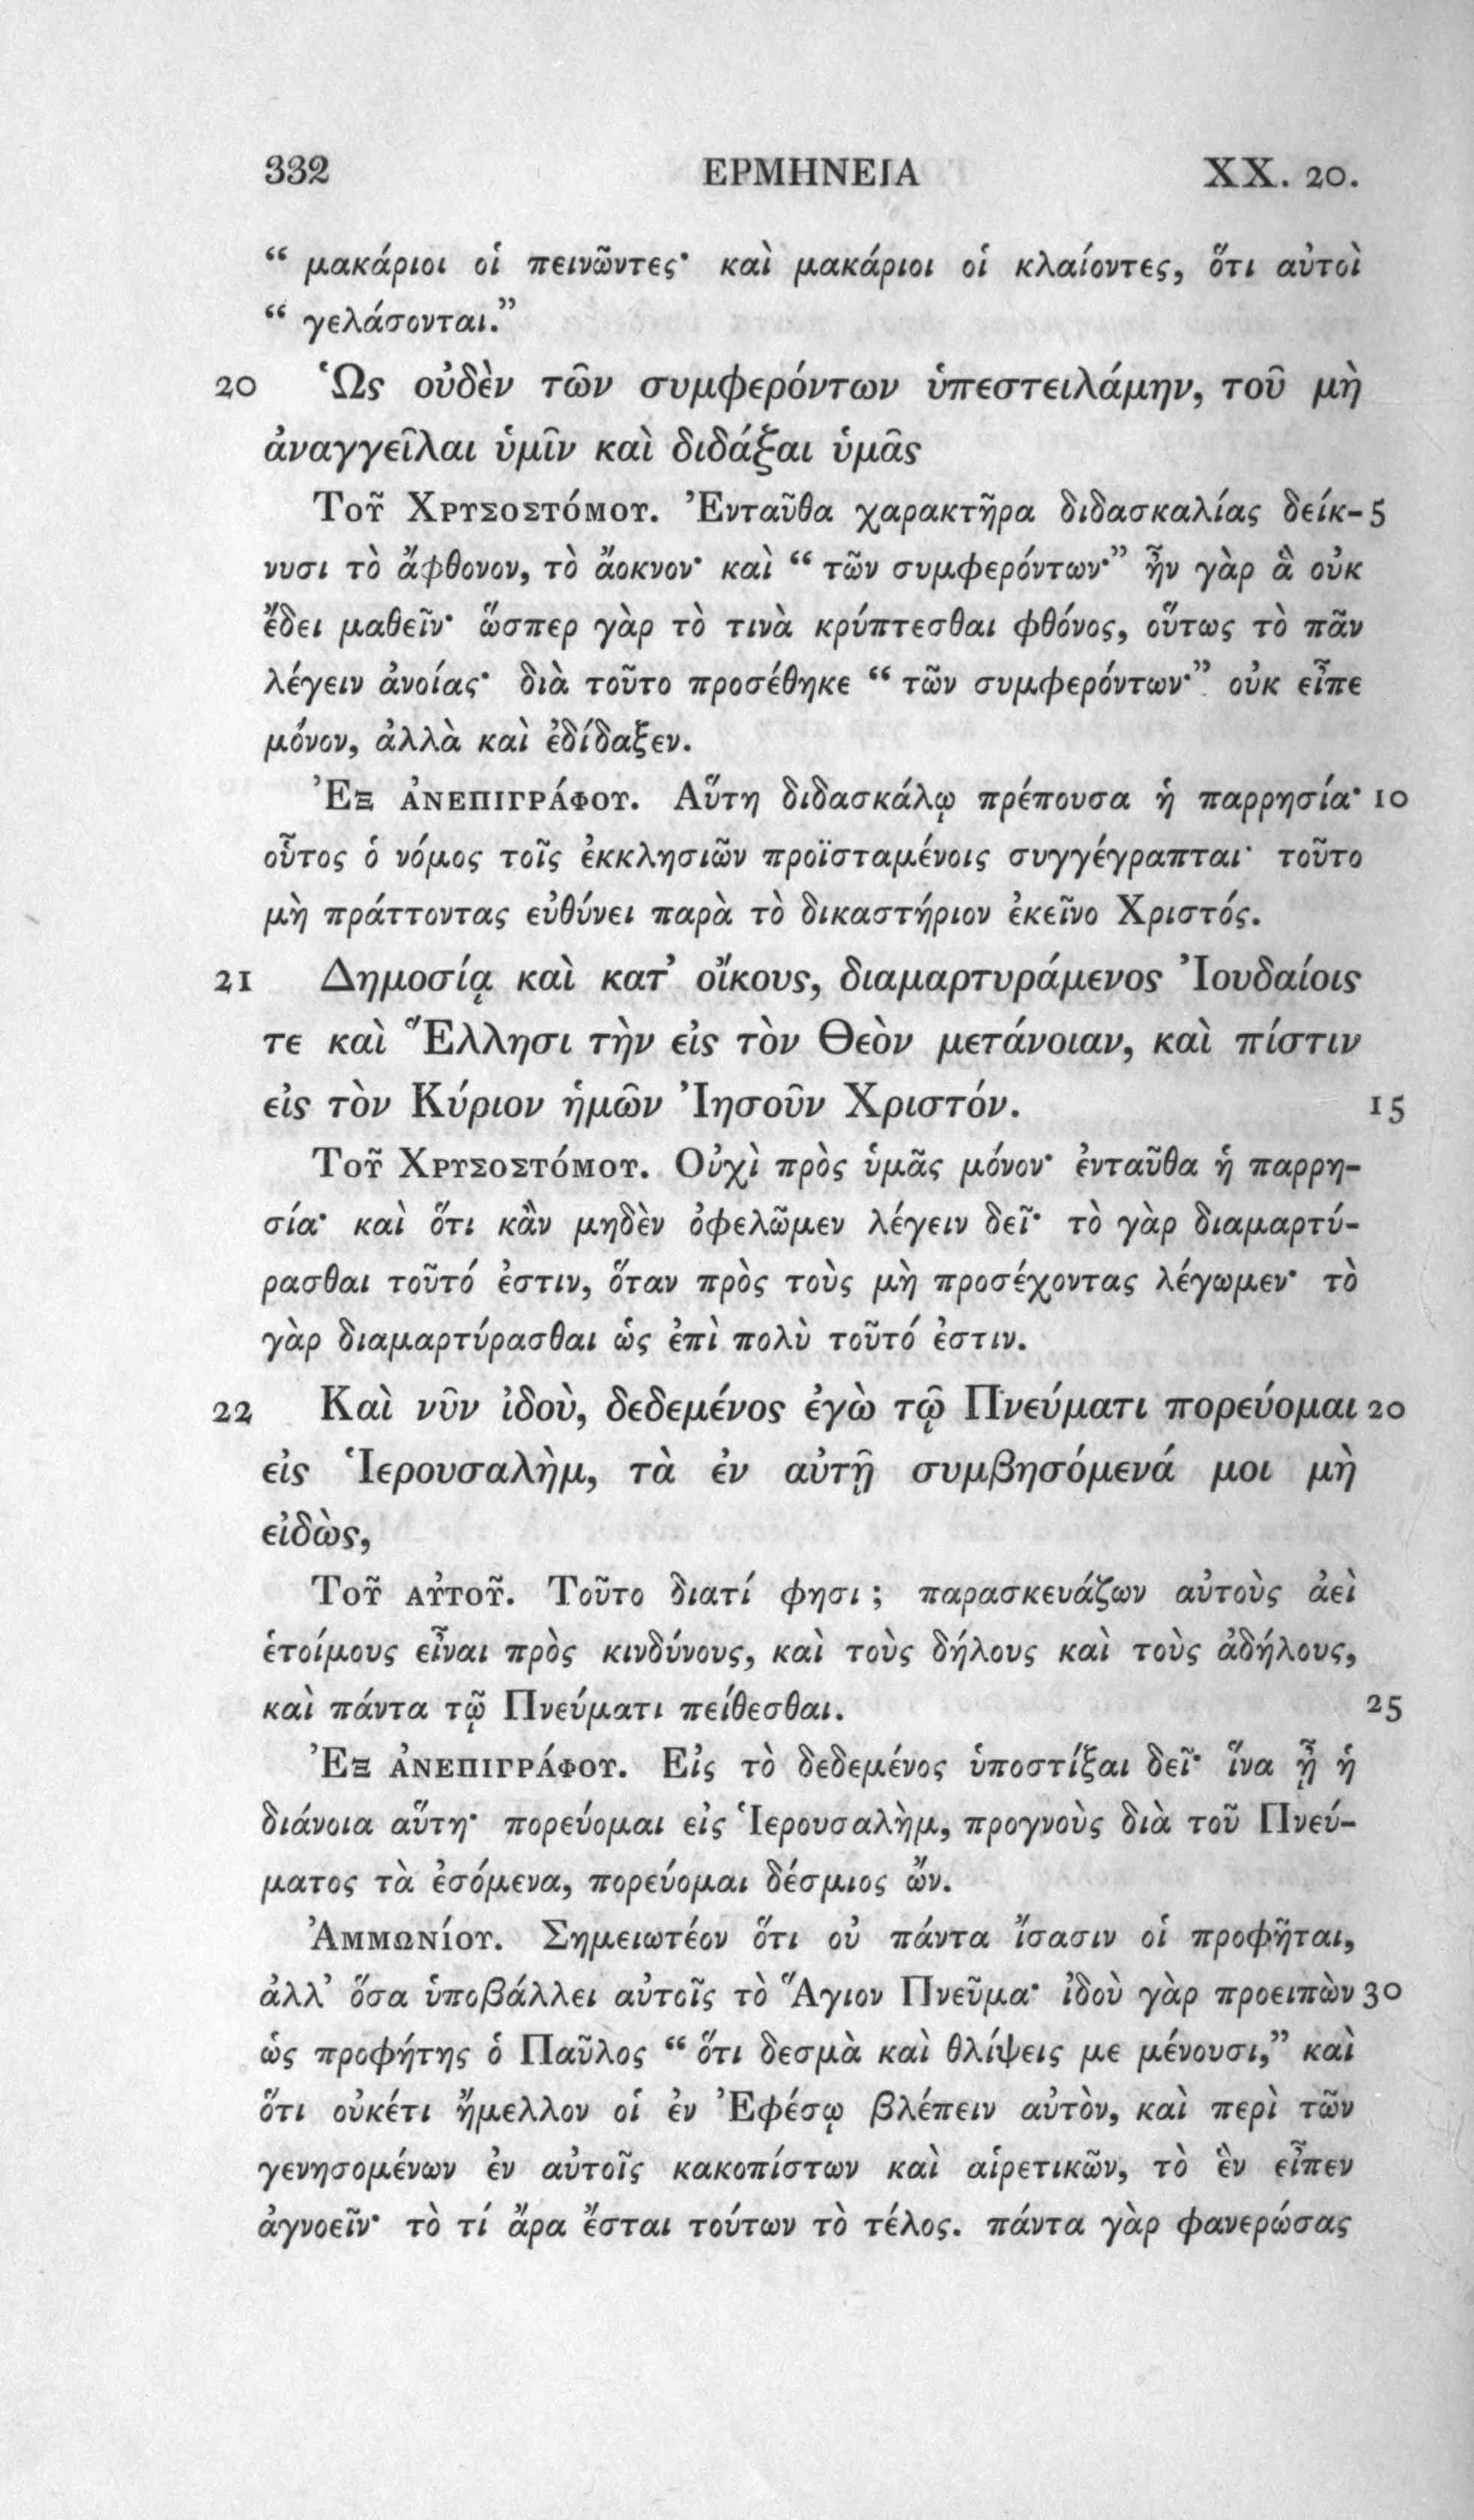 332 ΕΡΜΗΝΕΙΑ XX. 20.
“ μακάριοι οἱ πεινῶντες· καὶ μακάριοι οἱ κλαίοντες, ὅτι αὐτοὶ
“ γελάσονται.”
20 Ὡς οὐδὲν τῶν συμφερόντων ὑπεστειλάμην, τοῦ μὴ
ἀναγγεῖλαι ὑμῖν καὶ διδάξαι ὑμᾶς
Τοῦ Χρυσοστόμου. Ἐνταῦθα χαρακτῆρα διδασκαλίας δείκ- 5
νυσι τὸ ἄφθονον, τὸ ἄοκνον· καὶ “ τῶν συμφερόντων·” ἦν γὰρ ἃ οὐκ
ἔδει μαθεῖν· ὥσπερ γὰρ τὸ τινὰ κρύπτεσθαι φθόνος, οὕτως τὸ πᾶν
λέγειν ἀνοίας· διὰ τοῦτο προσέθηκε “ τῶν συμφερόντων·” οὐκ εἶπε
μόνον, ἀλλὰ καὶ ἐδίδαξεν.
Ἐξ ἀνεπιγράφου. Αὕτη διδασκάλῳ πρέπουσα ἡ παρρησία· 10
οὗτος ὁ νόμος τοῖς ἐκκλησιῶν προϊσταμένοις συγγέγραπται· τοῦτο
μὴ πράττοντας εὐθύνει παρὰ τὸ δικαστήριον ἐκεῖνο Χριστός.
21 Δημοσίᾳ καὶ κατ’ οἴκους, διαμαρτυράμενος Ἰουδαίοις
τε καὶ Ἕλλησι τὴν εἰς τὸν Θεὸν μετάνοιαν, καὶ πίστιν
εἰς τὸν Κύριον ἡμῶν Ἰησοῦν Χριστόν. 15
Τοῦ Χρυσοστόμου. Οὐχὶ πρὸς ὑμᾶς μόνον· ἐνταῦθα ἡ παρρη-
σία· καὶ ὅτι κἂν μηδὲν ὀφελῶμεν λέγειν δεῖ· τὸ γὰρ διαμαρτύ-
ρασθαι τοῦτό ἐστιν, ὅταν πρὸς τοὺς μὴ προσέχοντας λέγωμεν· τὸ
γὰρ διαμαρτύρασθαι ὡς ἐπὶ πολὺ τοῦτό ἐστιν.
22 Καὶ νῦν ἰδοὺ, δεδεμένος ἐγὼ τῷ Πνεύματι πορεύομαι 20
εἰς Ἱερουσαλὴμ, τὰ ἐν αὐτῇ συμβησόμενά μοι μὴ
εἰδὼς,
Τοῦ αὐτοῦ. Τοῦτο διατί φησι ; παρασκευάζων αὐτοὺς ἀεὶ
ἑτοίμους εἶναι πρὸς κινδύνους, καὶ τοὺς δήλους καὶ τοὺς ἀδήλους,
καὶ πάντα τῷ Πνεύματι πείθεσθαι. 25
Ἐξ ἀνεπιγράφου. Εἰς τὸ δεδεμένος ὑποστίξαι δεῖ· ἵνα ᾖ ἡ
διάνοια αὕτη· πορεύομαι εἰς Ἱερουσαλὴμ, προγνοὺς διὰ τοῦ Πνεύ-
ματος τὰ ἐσόμενα, πορεύομαι δέσμιος ὤν.
Ἀμμωνίου. Σημειωτέον ὅτι οὐ πάντα ἴσασιν οἱ προφῆται,
ἀλλ’ ὅσα ὑποβάλλει αὐτοῖς τὸ Ἅγιον Πνεῦμα· ἰδοὺ γὰρ προειπὼν 30
ὡς προφήτης ὁ Παῦλος “ ὅτι δεσμὰ καὶ θλίψεις με μένουσι,” καὶ
ὅτι οὐκέτι ἤμελλον οἱ ἐν Ἐφέσῳ βλέπειν αὐτὸν, καὶ περὶ τῶν
γενησομένων ἐν αὐτοῖς κακοπίστων καὶ αἱρετικῶν, τὸ ἓν εἶπεν
ἀγνοεῖν· τὸ τί ἄρα ἔσται τούτων τὸ τέλος. πάντα γὰρ φανερώσας